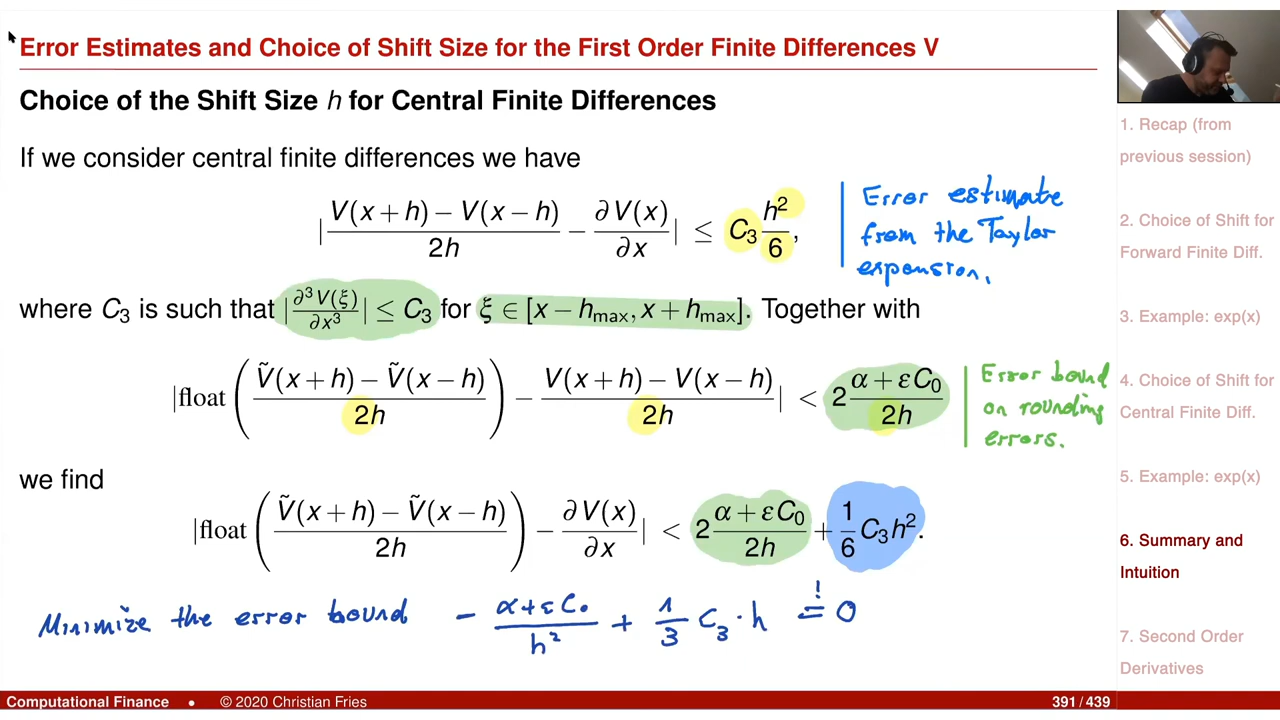 Error Estimates and Choice of Shift Size for the First Order Finite Differences V
Choice of the Shift Size h for Central Finite Differences
If we consider central finite differences we have
| (V(x+h) − V(x−h)) / 2h − ∂V(x)/∂x | ≤ C₃ h²/6,
Error estimate
from the Taylor
expansion.
where C₃ is such that |∂³V(ξ)/∂x³| ≤ C₃ for ξ ∈ [x − hₘₐₓ, x + hₘₐₓ]. Together with
|float( (Ṽ(x+h) − Ṽ(x−h)) / 2h ) − (V(x+h) − V(x−h)) / 2h | < 2 (α + εC₀) / 2h
Error bound
on rounding
errors.
we find
|float( (Ṽ(x+h) − Ṽ(x−h)) / 2h ) − ∂V(x)/∂x | < 2 (α + εC₀) / 2h + 1/6 C₃h².
Minimize the error bound − (α+εC₀) / h² + 1/3 C₃ · h =! 0
1. Recap (from
previous session)
2. Choice of Shift for
Forward Finite Diff.
3. Example: exp(x)
4. Choice of Shift for
Central Finite Diff.
5. Example: exp(x)
6. Summary and
Intuition
7. Second Order
Derivatives
Computational Finance • © 2020 Christian Fries 391 / 439